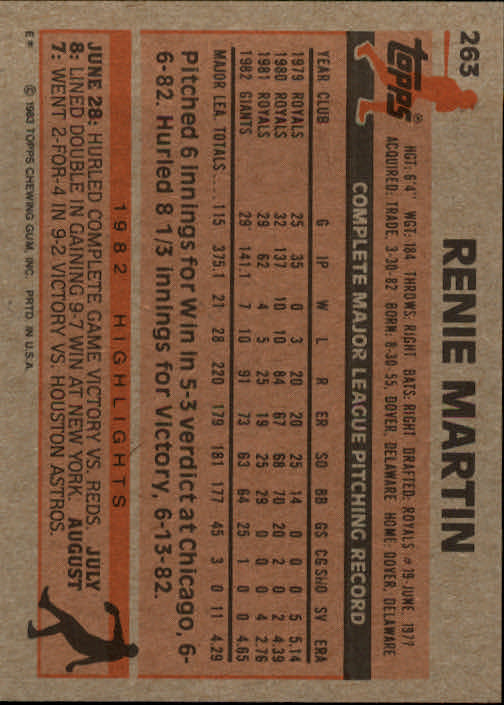 263
topps®
RENIE MARTIN
HGT: 6'4" WGT: 184 THROWS: RIGHT BATS: RIGHT DRAFTED: ROYALS #19-JUNE, 1977
ACQUIRED: TRADE 3-30-82 BORN: 8-30-55, DOVER, DELAWARE HOME: DOVER, DELAWARE
COMPLETE MAJOR LEAGUE PITCHING RECORD
YEAR CLUB G IP W L R ER SO BB GS CG SHO SV ERA
1979 ROYALS 25 35 0 3 20 20 25 14 0 0 0 5 5.14
1980 ROYALS 32 137 10 10 84 67 68 70 20 2 0 2 4.39
1981 ROYALS 29 62 4 5 25 19 25 29 0 0 0 4 2.76
1982 GIANTS 29 141.1 7 10 91 73 63 64 25 1 0 0 4.65
MAJOR LEA. TOTALS.... 115 375.1 21 28 220 179 181 177 45 3 0 11 4.29
Pitched 6 innings for Win in 5-3 verdict at Chicago, 6-
6-82. Hurled 8 1/3 innings for Victory, 6-13-82.
1982 HIGHLIGHTS
JUNE 28: HURLED COMPLETE GAME VICTORY VS. REDS. JULY
8: LINED DOUBLE IN GAINING 9-7 WIN AT NEW YORK. AUGUST
7: WENT 2-FOR-4 IN 9-2 VICTORY VS. HOUSTON ASTROS.
E* © 1983 TOPPS CHEWING GUM, INC. PRTD. IN U.S.A.